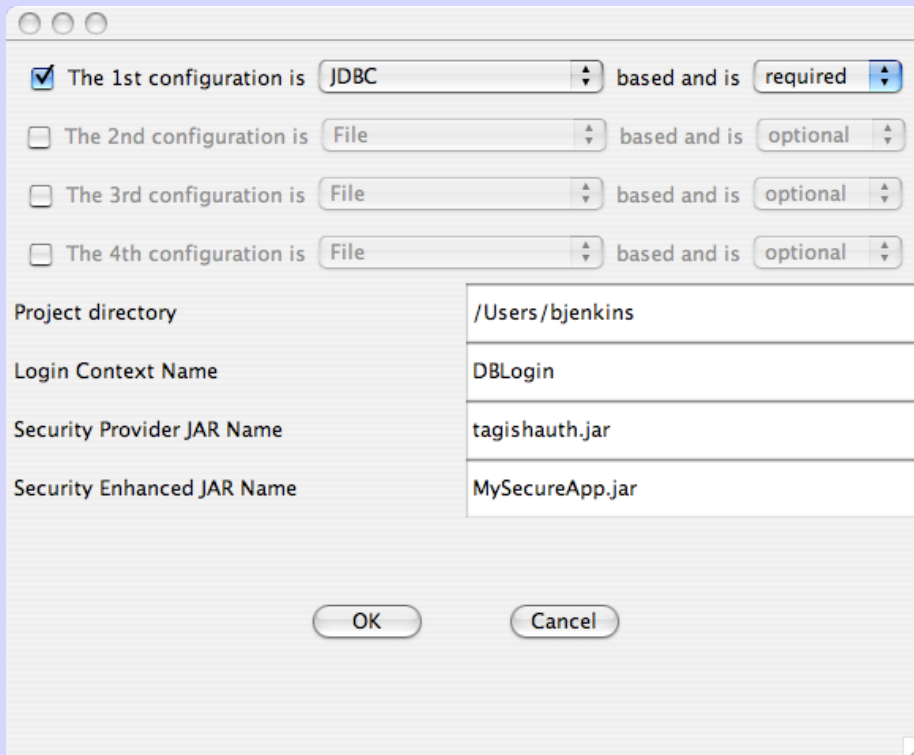 The 1st configuration is JDBC based and is required
The 2nd configuration is File based and is optional
The 3rd configuration is File based and is optional
The 4th configuration is File based and is optional
Project directory /Users/bjenkins
Login Context Name DBLogin
Security Provider JAR Name tagishauth.jar
Security Enhanced JAR Name MySecureApp.jar
OK Cancel